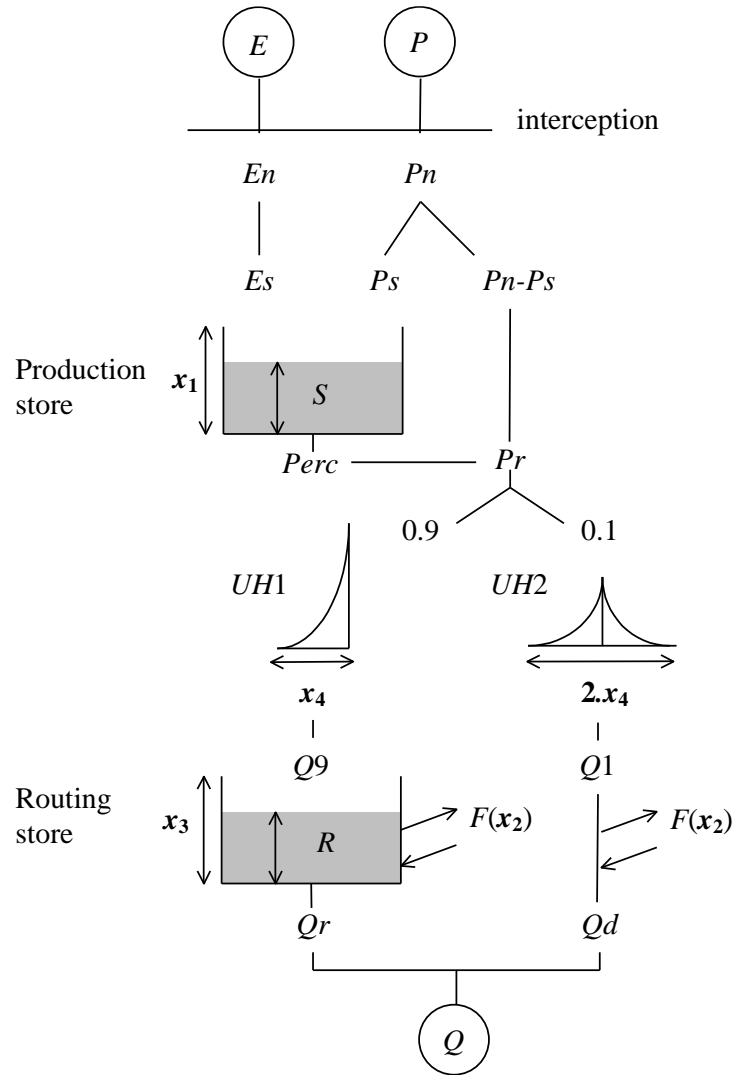 E P
interception
En Pn
Es Ps Pn-Ps
Production
store
x1
S
Perc Pr
0.9 0.1
UH1 UH2
x4 2.x4
Q9 Q1
Routing
store
x3
R
F(x2) F(x2)
Qr Qd
Q